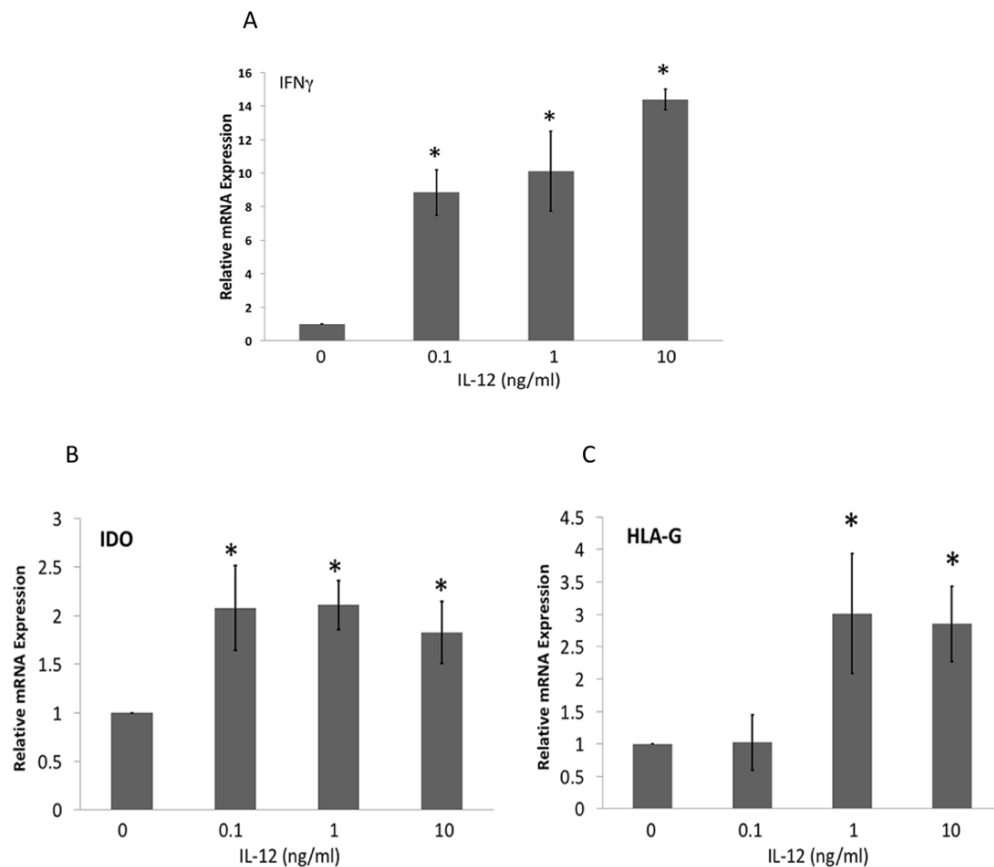 A
IFNγ
Relative mRNA Expression
16
14
12
10
8
6
4
2
0
*
*
*
0 0.1 1 10
IL-12 (ng/ml)
B
IDO
Relative mRNA Expression
3
2.5
2
1.5
1
0.5
0
*
*
*
0 0.1 1 10
IL-12 (ng/ml)
C
HLA-G
Relative mRNA Expression
4.5
4
3.5
3
2.5
2
1.5
1
0.5
0
*
*
0 0.1 1 10
IL-12 (ng/ml)